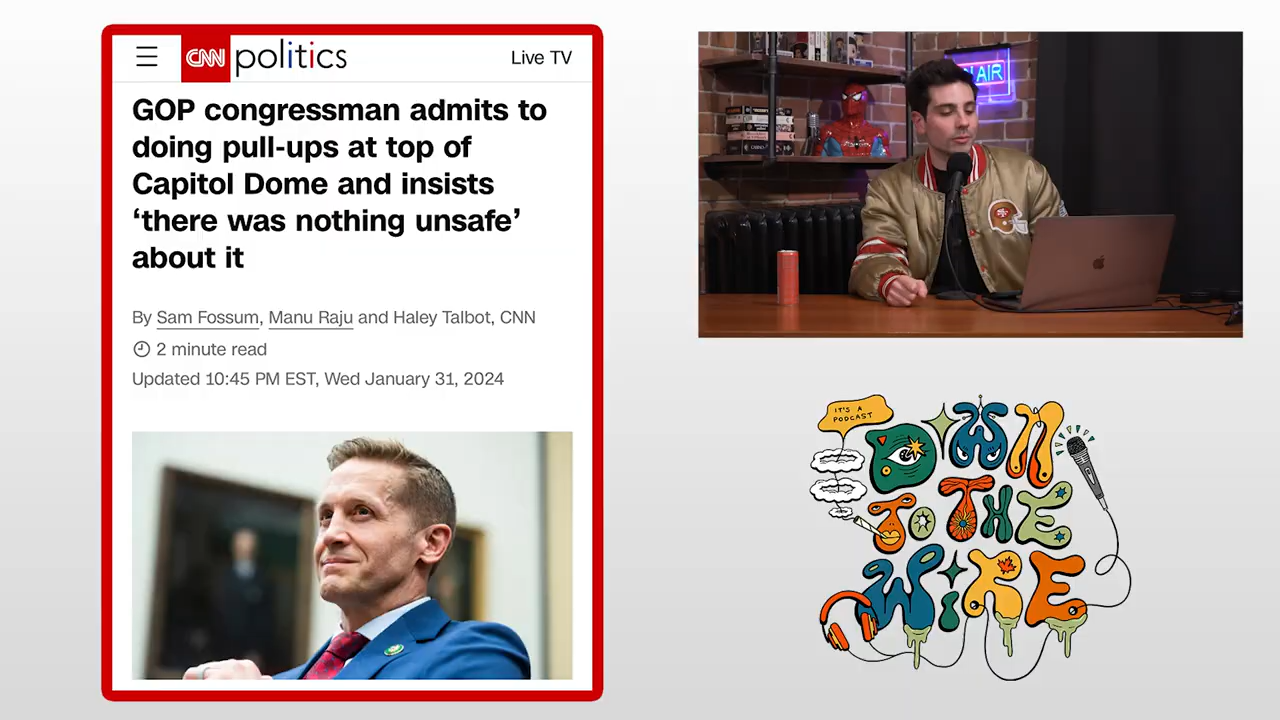 CNN politics
Live TV
GOP congressman admits to
doing pull-ups at top of
Capitol Dome and insists
‘there was nothing unsafe’
about it
By Sam Fossum, Manu Raju and Haley Talbot, CNN
2 minute read
Updated 10:45 PM EST, Wed January 31, 2024
AIR
IT'S A
PODCAST
DOWN
TO THE
WIRE